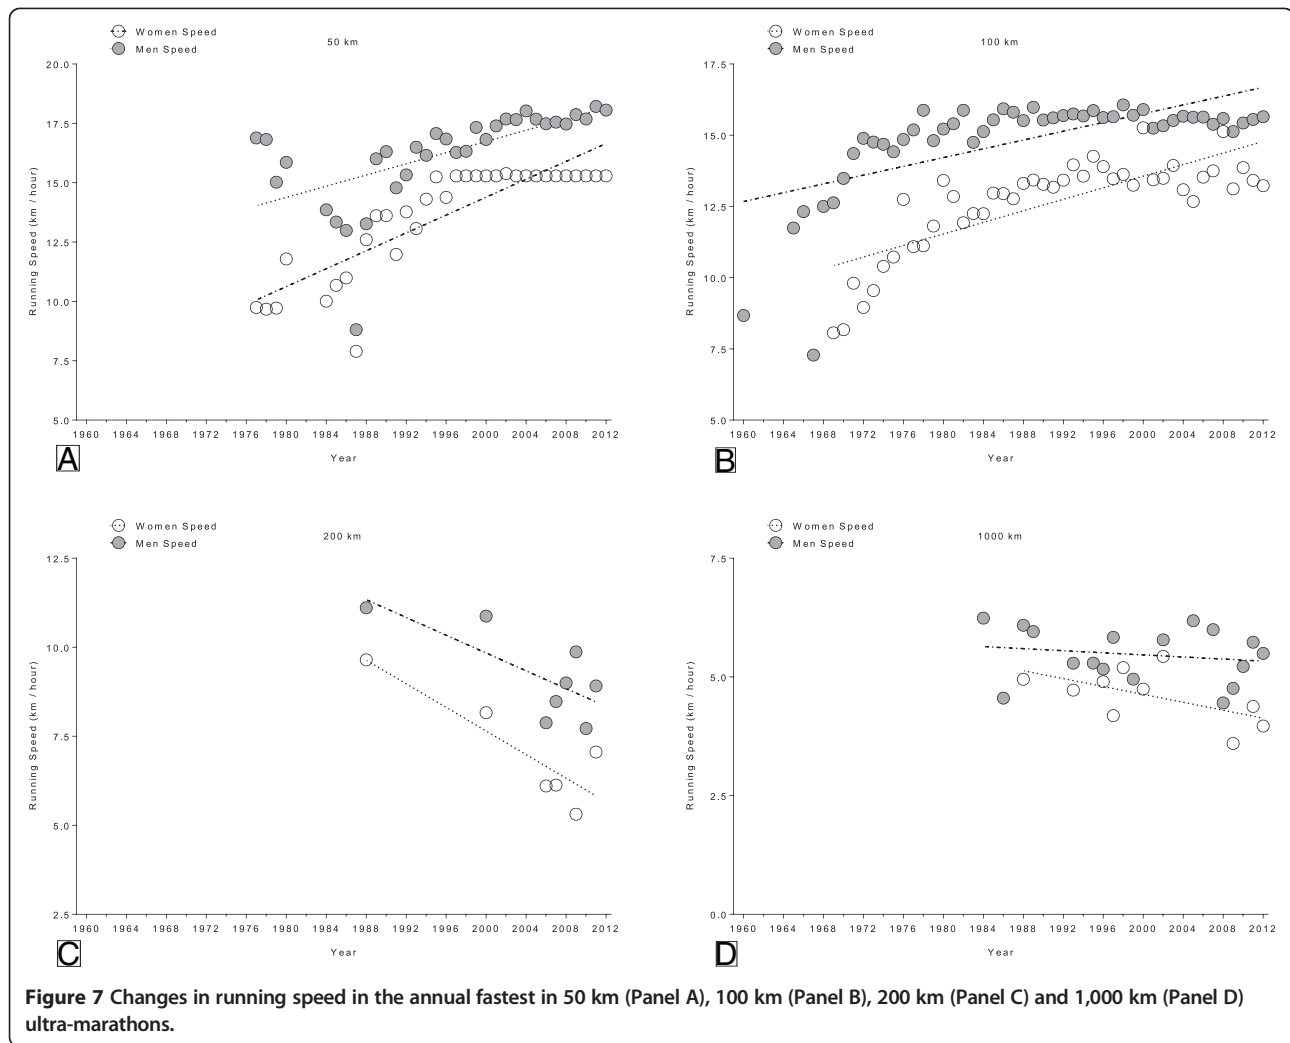 Women Speed
Men Speed
50 km
20.0
17.5
15.0
12.5
10.0
7.5
5.0
Running Speed (km / hour)
1960 1964 1968 1972 1976 1980 1984 1988 1992 1996 2000 2004 2008 2012
Year
A
Women Speed
Men Speed
100 km
17.5
15.0
12.5
10.0
7.5
5.0
Running Speed (km / hour)
1960 1964 1968 1972 1976 1980 1984 1988 1992 1996 2000 2004 2008 2012
Year
B
Women Speed
Men Speed
200 km
12.5
10.0
7.5
5.0
2.5
Running Speed (km / hour)
1960 1964 1968 1972 1976 1980 1984 1988 1992 1996 2000 2004 2008 2012
Year
C
Women Speed
Men Speed
1000 km
7.5
5.0
2.5
0.0
Running Speed (km / hour)
1960 1964 1968 1972 1976 1980 1984 1988 1992 1996 2000 2004 2008 2012
Year
D
Figure 7 Changes in running speed in the annual fastest in 50 km (Panel A), 100 km (Panel B), 200 km (Panel C) and 1,000 km (Panel D)
ultra-marathons.